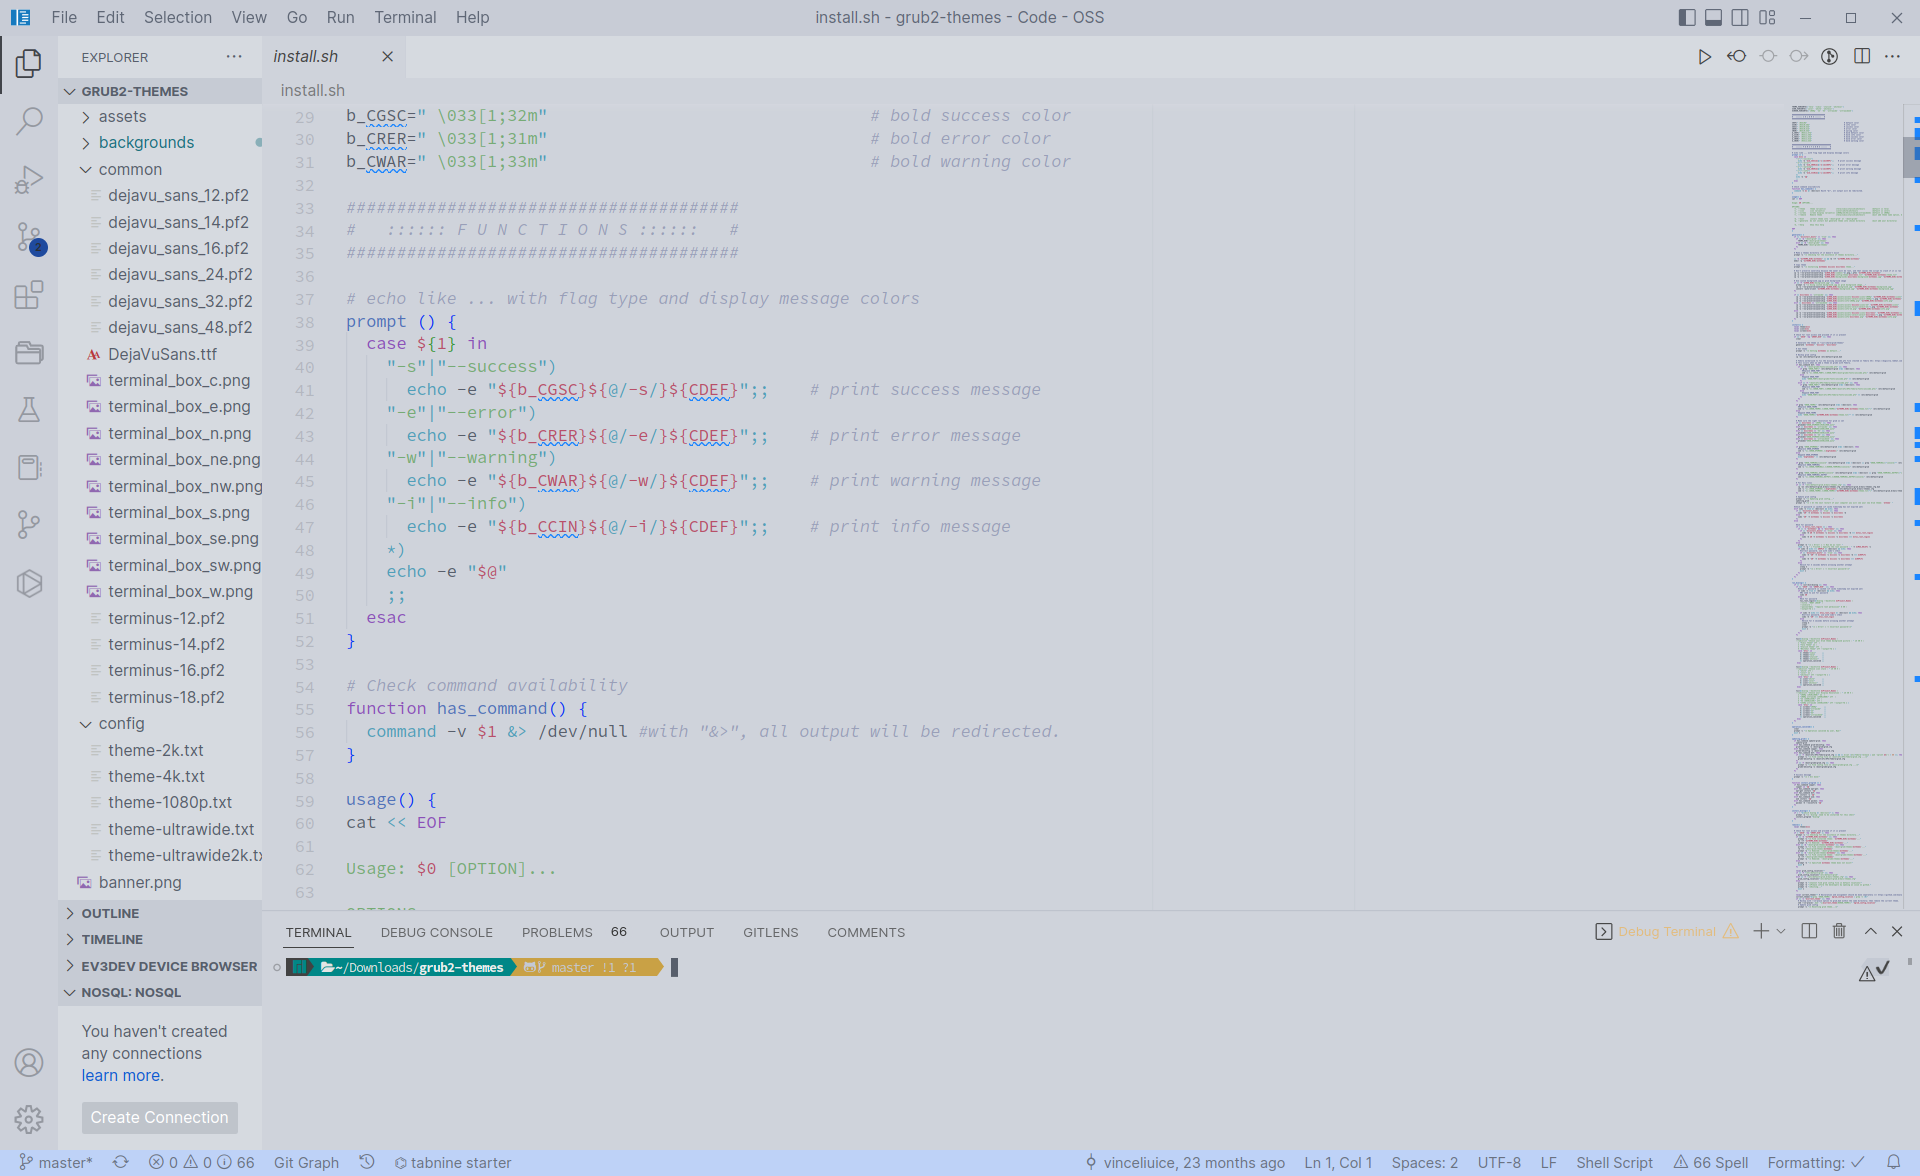 File Edit Selection View Go Run Terminal Help
install.sh - grub2-themes - Code - OSS
EXPLORER
GRUB2-THEMES
assets
backgrounds
common
dejavu_sans_12.pf2
dejavu_sans_14.pf2
dejavu_sans_16.pf2
dejavu_sans_24.pf2
dejavu_sans_32.pf2
dejavu_sans_48.pf2
DejaVuSans.ttf
terminal_box_c.png
terminal_box_e.png
terminal_box_n.png
terminal_box_ne.png
terminal_box_nw.png
terminal_box_s.png
terminal_box_se.png
terminal_box_sw.png
terminal_box_w.png
terminus-12.pf2
terminus-14.pf2
terminus-16.pf2
terminus-18.pf2
config
theme-2k.txt
theme-4k.txt
theme-1080p.txt
theme-ultrawide.txt
theme-ultrawide2k.tx
banner.png
OUTLINE
TIMELINE
EV3DEV DEVICE BROWSER
NOSQL: NOSQL
You haven't created
any connections
learn more.
Create Connection
2
install.sh
install.sh
29 b_CGSC=" \033[1;32m" # bold success color
30 b_CRER=" \033[1;31m" # bold error color
31 b_CWAR=" \033[1;33m" # bold warning color
32
33 #######################################
34 # :::::: F U N C T I O N S :::::: #
35 #######################################
36
37 # echo like ... with flag type and display message colors
38 prompt () {
39 case ${1} in
40 "-s"|"--success")
41 echo -e "${b_CGSC}${@/-s/}${CDEF}";; # print success message
42 "-e"|"--error")
43 echo -e "${b_CRER}${@/-e/}${CDEF}";; # print error message
44 "-w"|"--warning")
45 echo -e "${b_CWAR}${@/-w/}${CDEF}";; # print warning message
46 "-i"|"--info")
47 echo -e "${b_CCIN}${@/-i/}${CDEF}";; # print info message
48 *)
49 echo -e "$@"
50 ;;
51 esac
52 }
53
54 # Check command availability
55 function has_command() {
56 command -v $1 &> /dev/null #with "&>", all output will be redirected.
57 }
58
59 usage() {
60 cat << EOF
61
62 Usage: $0 [OPTION]...
63
TERMINAL DEBUG CONSOLE PROBLEMS 66 OUTPUT GITLENS COMMENTS
Debug Terminal
~/Downloads/grub2-themes master !1 ?1
master* 0 0 66 Git Graph tabnine starter
vinceliuice, 23 months ago Ln 1, Col 1 Spaces: 2 UTF-8 LF Shell Script 66 Spell Formatting: